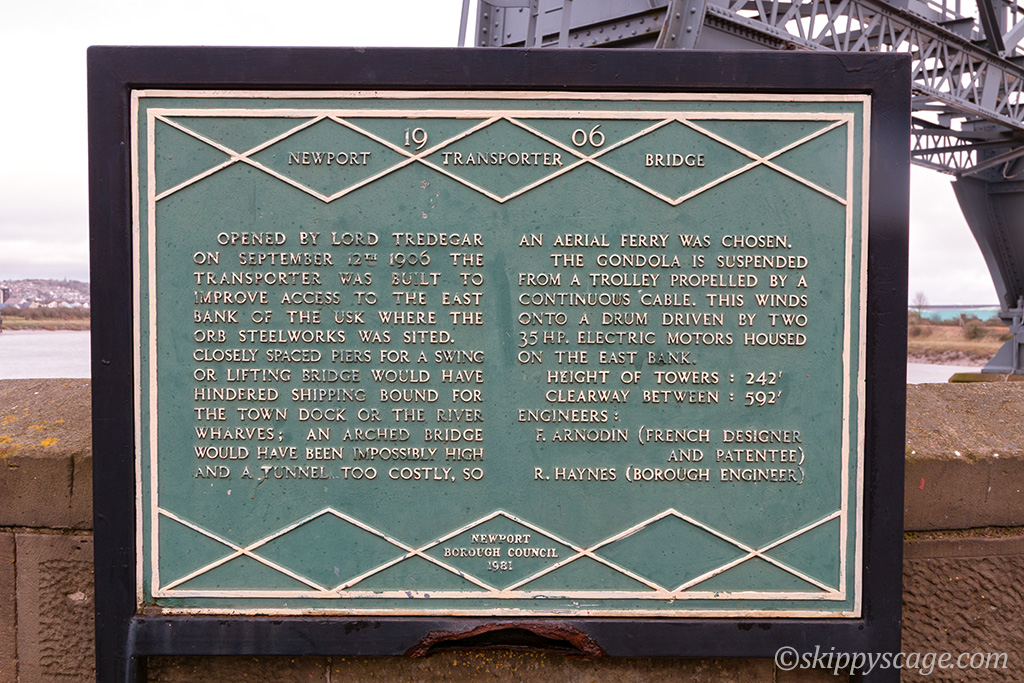 19 06
NEWPORT TRANSPORTER BRIDGE
OPENED BY LORD TREDEGAR
ON SEPTEMBER 12TH 1906 THE
TRANSPORTER WAS BUILT TO
IMPROVE ACCESS TO THE EAST
BANK OF THE USK WHERE THE
ORB STEELWORKS WAS SITED.
CLOSELY SPACED PIERS FOR A SWING
OR LIFTING BRIDGE WOULD HAVE
HINDERED SHIPPING BOUND FOR
THE TOWN DOCK OR THE RIVER
WHARVES; AN ARCHED BRIDGE
WOULD HAVE BEEN IMPOSSIBLY HIGH
AND A TUNNEL TOO COSTLY, SO
AN AERIAL FERRY WAS CHOSEN.
THE GONDOLA IS SUSPENDED
FROM A TROLLEY PROPELLED BY A
CONTINUOUS CABLE. THIS WINDS
ONTO A DRUM DRIVEN BY TWO
35 HP. ELECTRIC MOTORS HOUSED
ON THE EAST BANK.
HEIGHT OF TOWERS : 242'
CLEARWAY BETWEEN : 592'
ENGINEERS :
F. ARNODIN (FRENCH DESIGNER
AND PATENTEE)
R. HAYNES (BOROUGH ENGINEER)
NEWPORT
BOROUGH COUNCIL
1981
©skippyscage.com